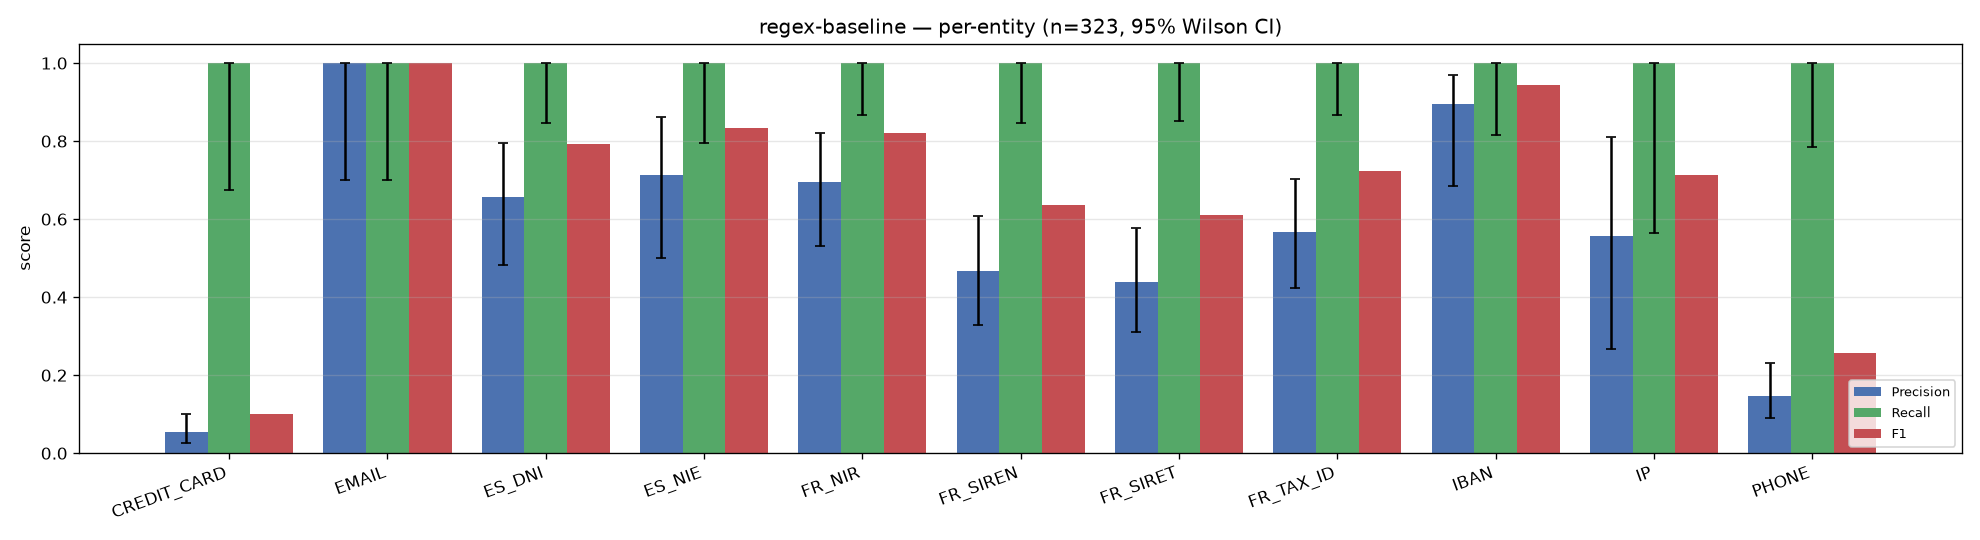 regex-baseline — per-entity (n=323, 95% Wilson CI)
score
1.0
0.8
0.6
0.4
0.2
0.0
CREDIT_CARD
EMAIL
ES_DNI
ES_NIE
FR_NIR
FR_SIREN
FR_SIRET
FR_TAX_ID
IBAN
IP
PHONE
Precision
Recall
F1